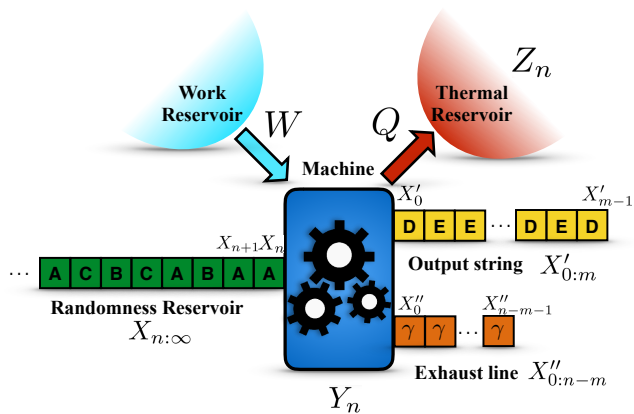 Work
Reservoir
W
Q
Thermal
Reservoir
Z_n
Machine
X'_0
X'_{m-1}
D E E ··· D E D
Output string X'_{0:m}
X_{n+1} X_n
··· A C B C A B A A
Randomness Reservoir
X_{n:∞}
X''_0
X''_{n-m-1}
γ γ ··· γ
Exhaust line X''_{0:n-m}
Y_n